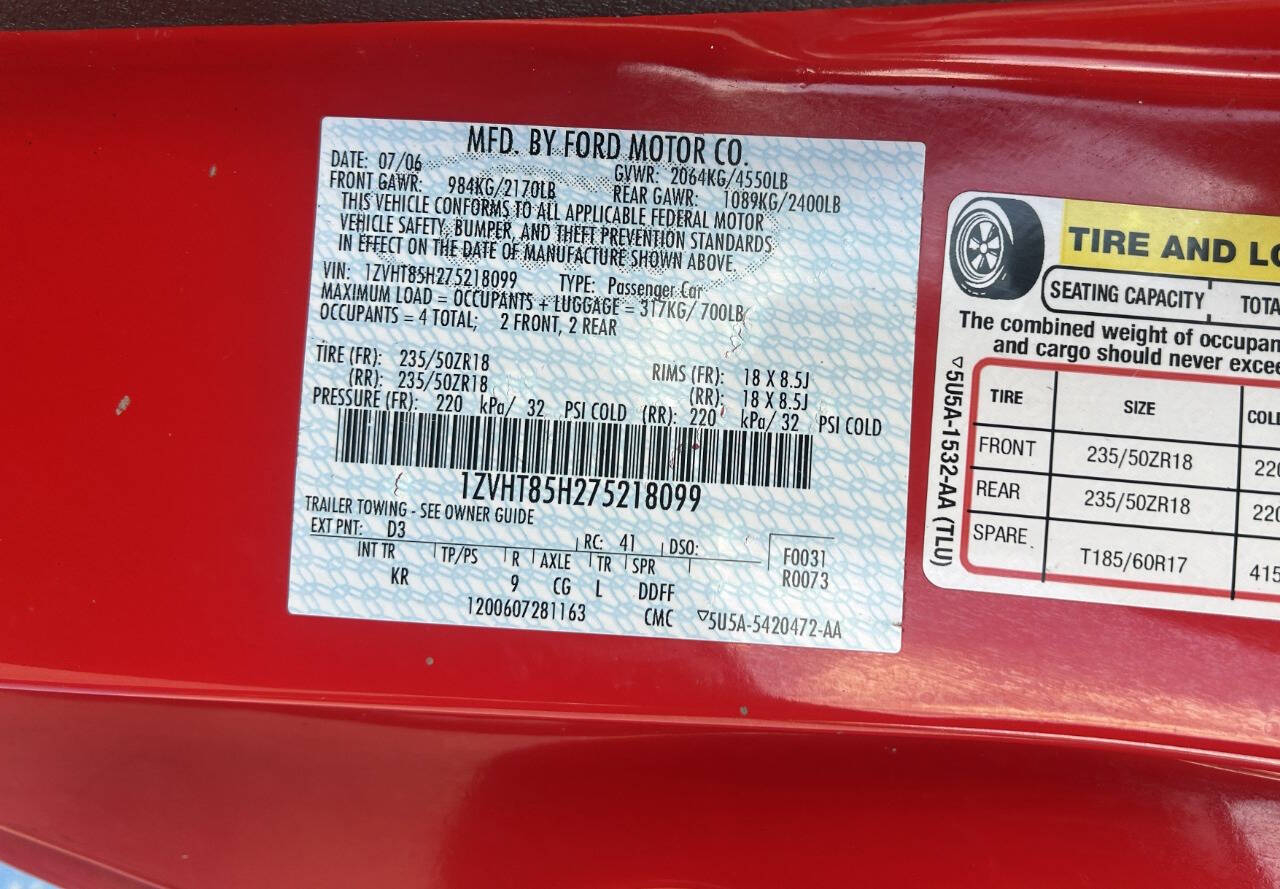 MFD. BY FORD MOTOR CO.
DATE: 07/06 GVWR: 2064KG/4550LB
FRONT GAWR: 984KG/2170LB REAR GAWR: 1089KG/2400LB
THIS VEHICLE CONFORMS TO ALL APPLICABLE FEDERAL MOTOR
VEHICLE SAFETY, BUMPER, AND THEFT PREVENTION STANDARDS
IN EFFECT ON THE DATE OF MANUFACTURE SHOWN ABOVE.
VIN: 1ZVHT85H275218099 TYPE: Passenger Car
MAXIMUM LOAD = OCCUPANTS + LUGGAGE = 317KG/700LB
OCCUPANTS = 4 TOTAL; 2 FRONT, 2 REAR
TIRE (FR): 235/50ZR18 RIMS (FR): 18 X 8.5J
(RR): 235/50ZR18 (RR): 18 X 8.5J
PRESSURE (FR): 220 kPa/ 32 PSI COLD (RR): 220 kPa/ 32 PSI COLD
1ZVHT85H275218099
TRAILER TOWING - SEE OWNER GUIDE
EXT PNT: D3 RC: 41 DSO: F0031
INT TR TP/PS R AXLE TR SPR R0073
KR 9 CG L DDFF
1200607281163 CMC ▽5U5A-5420472-AA
TIRE AND LO
SEATING CAPACITY TOTA
The combined weight of occupan
and cargo should never excee
TIRE SIZE COL
FRONT 235/50ZR18 220
REAR 235/50ZR18 220
SPARE T185/60R17 415
▽5U5A-1532-AA (TLU)